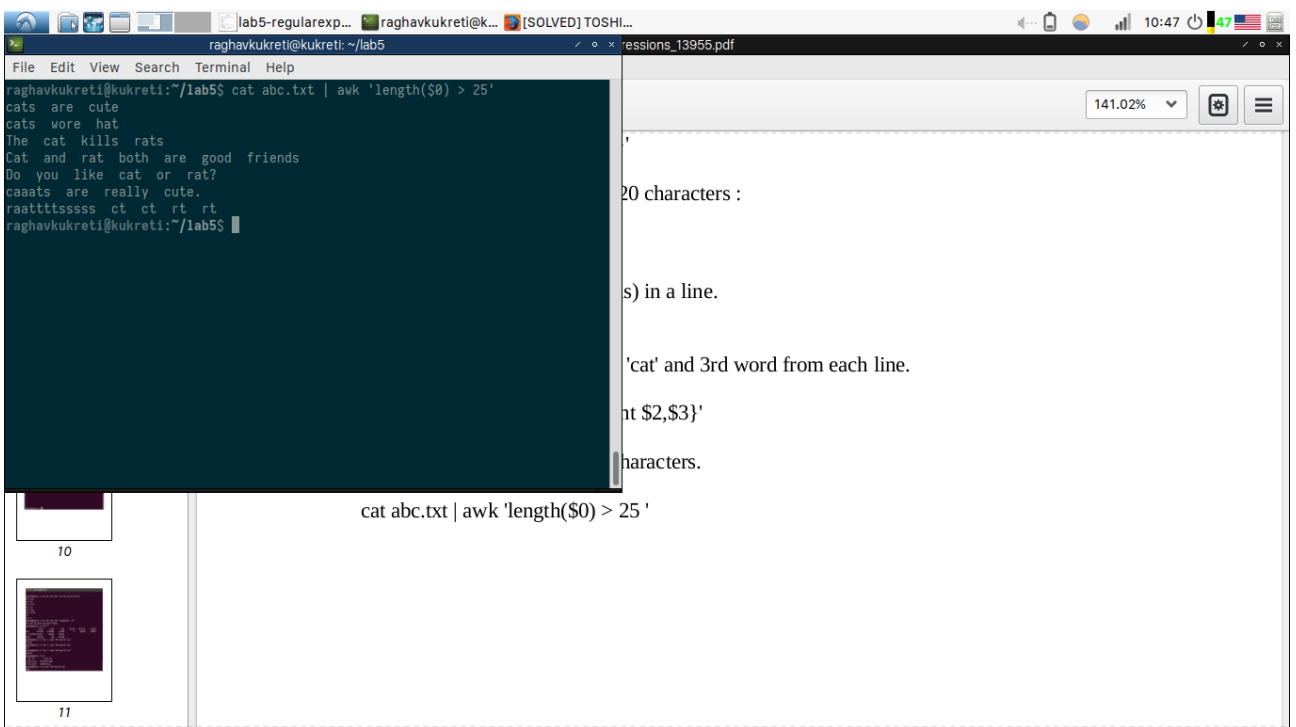 lab5-regularexp... raghavkukreti@k... [SOLVED] TOSHI... 10:47 47
raghavkukreti@kukreti: ~/lab5
ressions_13955.pdf
File Edit View Search Terminal Help
141.02%
raghavkukreti@kukreti:~/lab5$ cat abc.txt | awk 'length($0) > 25'
cats are cute
cats wore hat
The cat kills rats
Cat and rat both are good friends
Do you like cat or rat?
caaats are really cute.
raattttsssss ct ct rt rt
raghavkukreti@kukreti:~/lab5$
20 characters :
s) in a line.
'cat' and 3rd word from each line.
nt $2,$3}'
haracters.
cat abc.txt | awk 'length($0) > 25 '
10
11